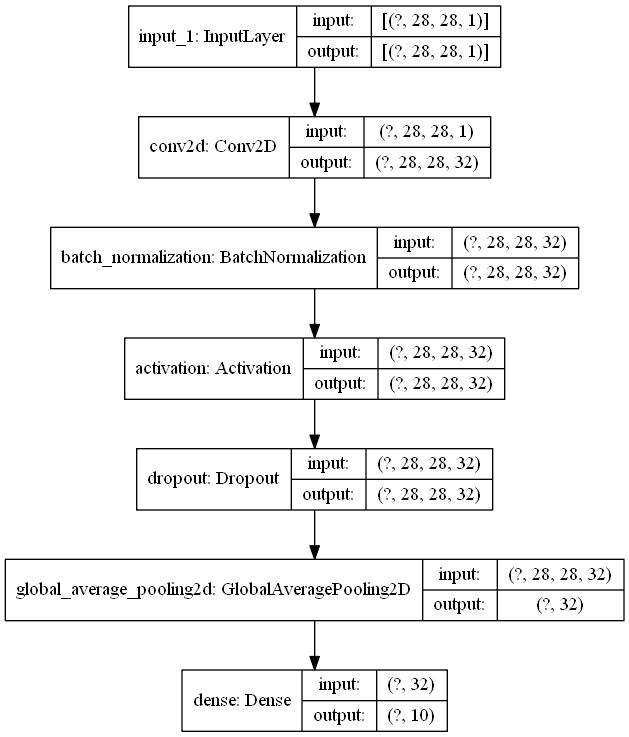 input_1: InputLayer
input: [(?, 28, 28, 1)]
output: [(?, 28, 28, 1)]
conv2d: Conv2D
input: (?, 28, 28, 1)
output: (?, 28, 28, 32)
batch_normalization: BatchNormalization
input: (?, 28, 28, 32)
output: (?, 28, 28, 32)
activation: Activation
input: (?, 28, 28, 32)
output: (?, 28, 28, 32)
dropout: Dropout
input: (?, 28, 28, 32)
output: (?, 28, 28, 32)
global_average_pooling2d: GlobalAveragePooling2D
input: (?, 28, 28, 32)
output: (?, 32)
dense: Dense
input: (?, 32)
output: (?, 10)